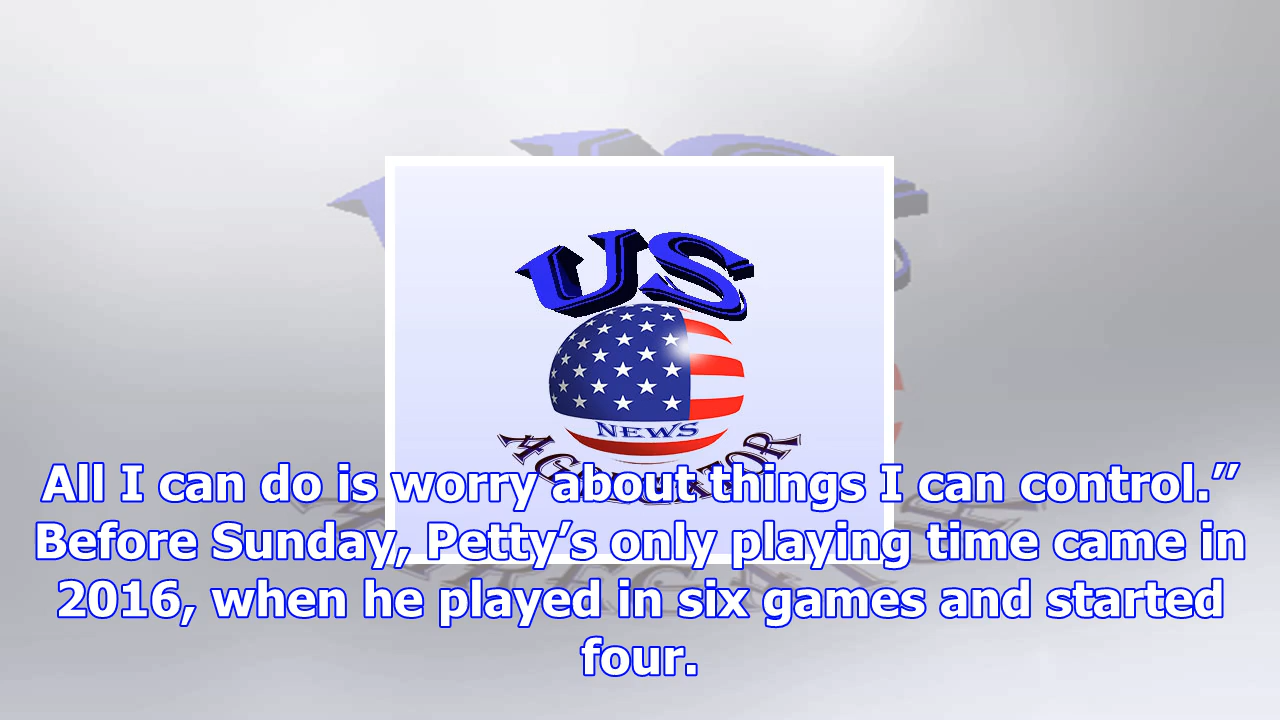 US
NEWS
All I can do is worry about things I can control.”
Before Sunday, Petty’s only playing time came in
2016, when he played in six games and started
four.